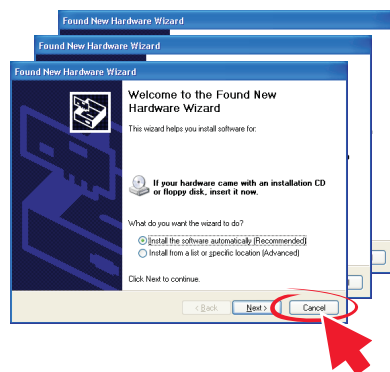 Found New Hardware Wizard
Found New Hardware Wizard
Found New Hardware Wizard
Welcome to the Found New
Hardware Wizard
This wizard helps you install software for:
If your hardware came with an installation CD
or floppy disk, insert it now.
What do you want the wizard to do?
Install the software automatically (Recommended)
Install from a list or specific location (Advanced)
Click Next to continue.
< Back
Next >
Cancel